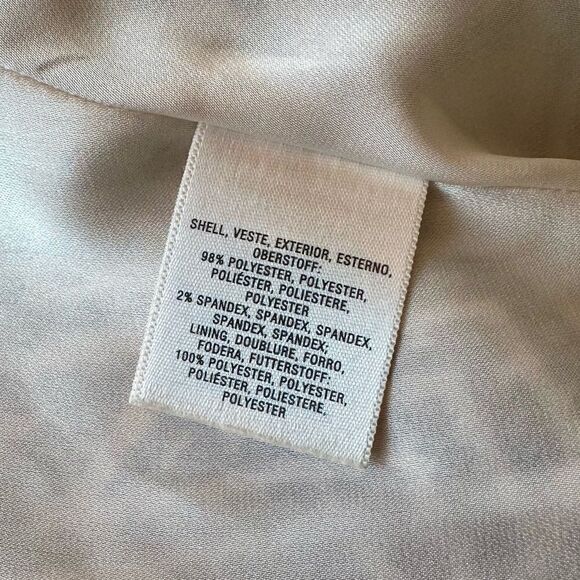 SHELL, VESTE, EXTERIOR, ESTERNO,
OBERSTOFF:
98% POLYESTER, POLYESTER,
POLIÉSTER, POLIESTERE,
POLYESTER
2% SPANDEX, SPANDEX, SPANDEX,
SPANDEX, SPANDEX;
LINING, DOUBLURE, FORRO,
FODERA, FUTTERSTOFF:
100% POLYESTER, POLYESTER,
POLIÉSTER, POLIESTERE,
POLYESTER